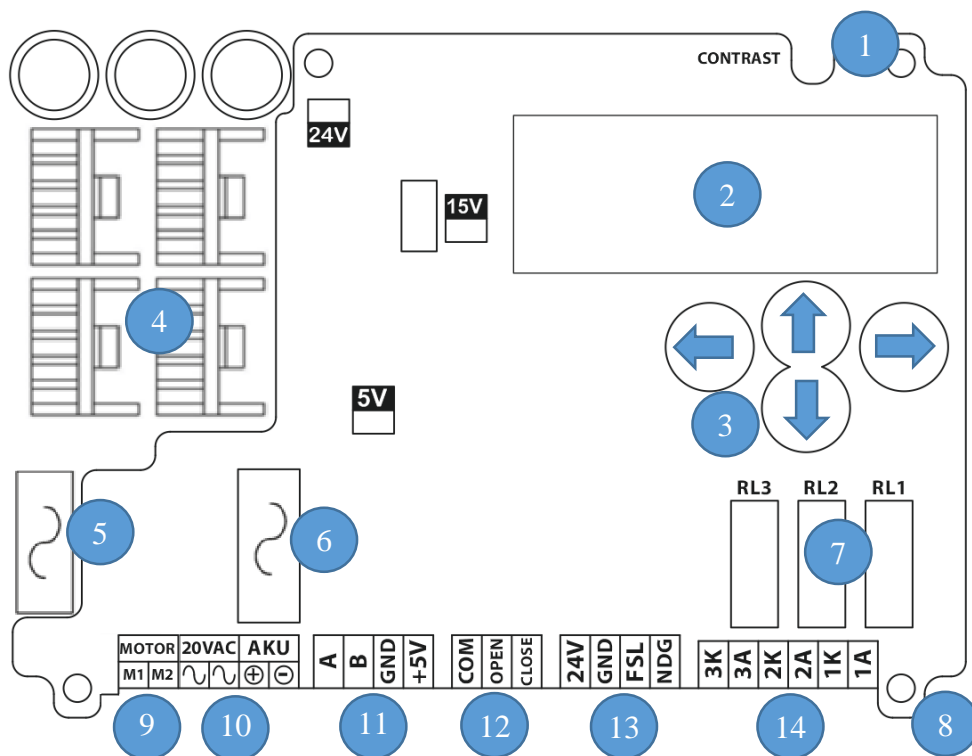 1
CONTRAST
24V
2
15V
4
5V
3
RL3 RL2 RL1
5
6
7
MOTOR 20VAC AKU
M1 M2 + -
A B GND +5V
COM OPEN CLOSE
24V GND FSL NDG
3K 3A 2K 2A 1K 1A
9 10 11 12 13 14 8